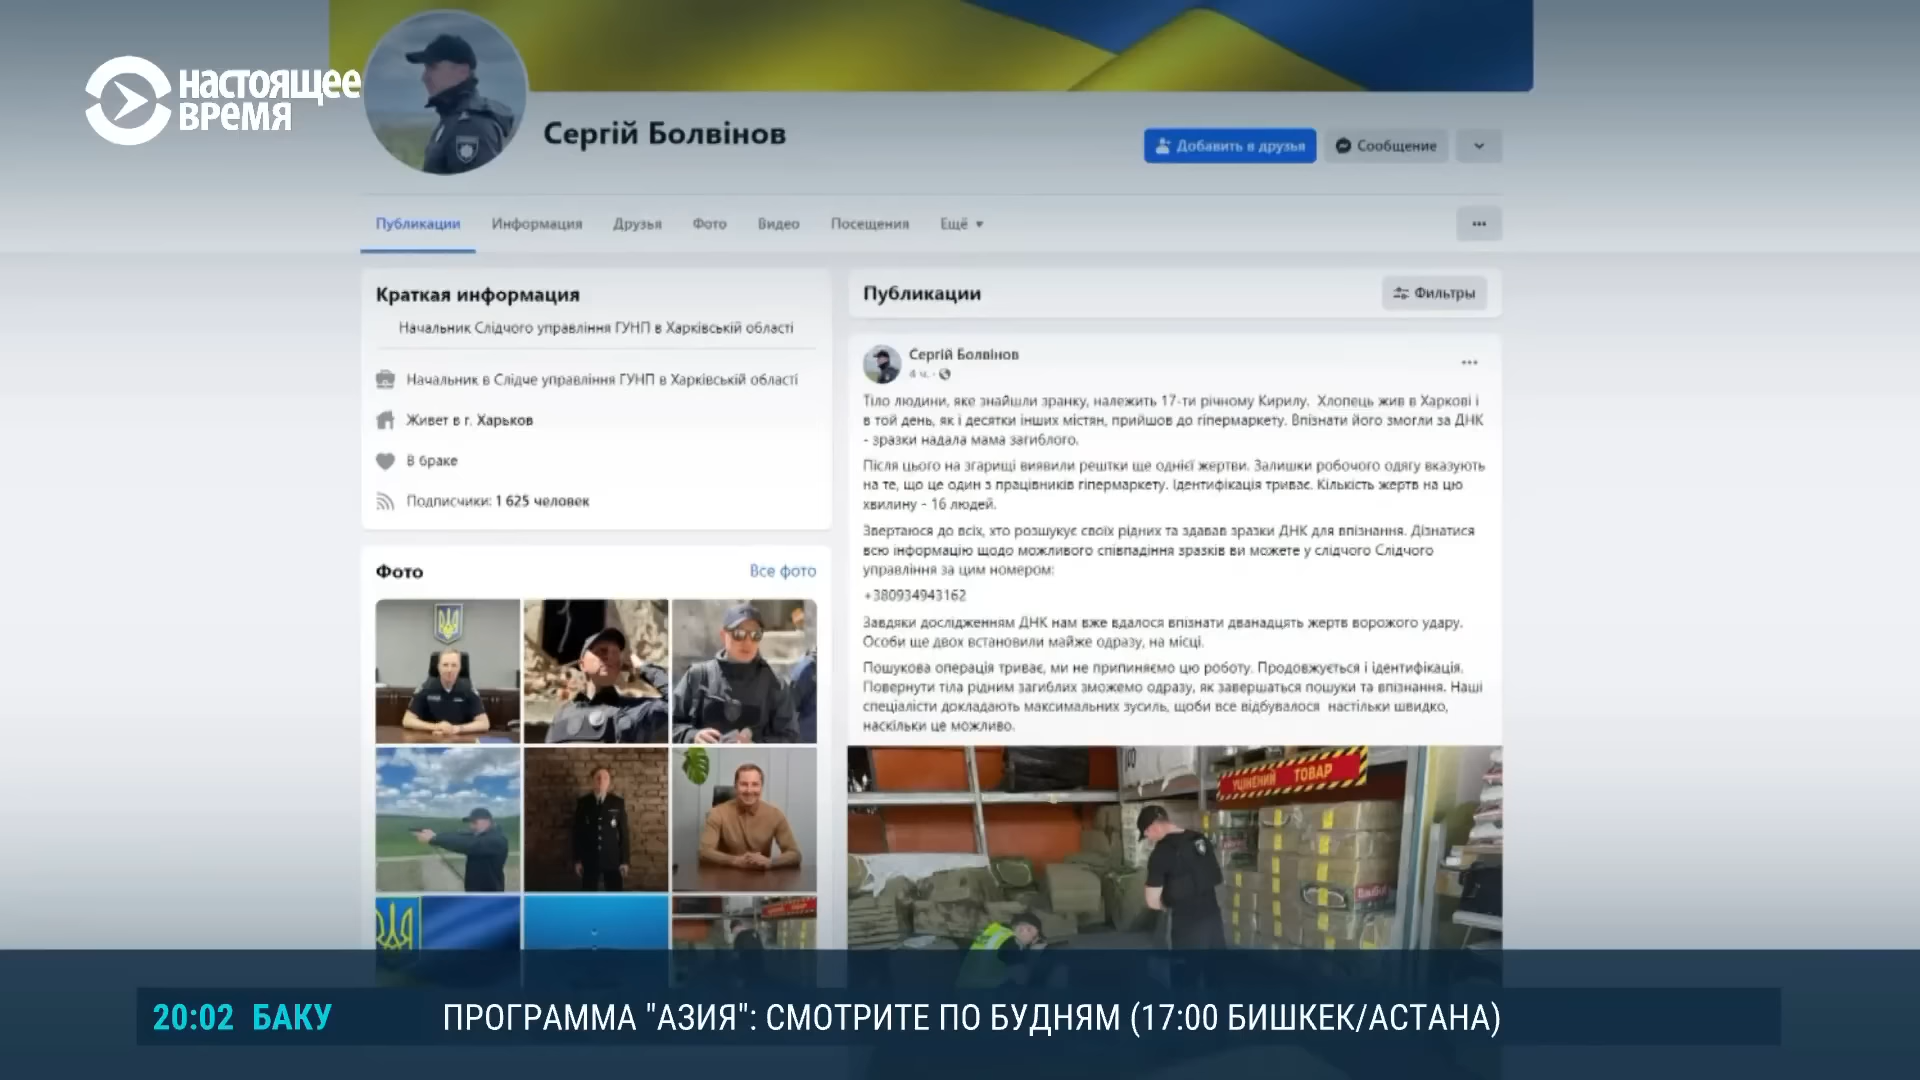 НАСТОЯЩЕЕ
ВРЕМЯ
Сергій Болвінов
Добавить в друзья
Сообщение
Публикации
Информация
Друзья
Фото
Видео
Посещения
Ещё
Краткая информация
Начальник Слідчого управління ГУНП в Харківській області
Начальник в Слідче управління ГУНП в Харківській області
Живет в г. Харьков
В браке
Подписчики: 1 625 человек
Фото
Все фото
Публикации
Фильтры
Сергій Болвінов
4 ч.
Тіло людини, яке знайшли зранку, належить 17-ти річному Кирилу. Хлопець жив в Харкові і
в той день, як і десятки інших містян, прийшов до гіпермаркету. Впізнати його змогли за ДНК
- зразки надала мама загиблого.
Після цього на згарищі виявили рештки ще однієї жертви. Залишки робочого одягу вказують
на те, що це один з працівників гіпермаркету. Ідентифікація триває. Кількість жертв на цю
хвилину - 16 людей.
Звертаюся до всіх, хто розшукує своїх рідних та здавав зразки ДНК для впізнання. Дізнатися
всю інформацію щодо можливого співпадіння зразків ви можете у слідчого Слідчого
управління за цим номером:
+380934943162
Завдяки дослідженням ДНК нам вже вдалося впізнати дванадцять жертв ворожого удару.
Особи ще двох встановили майже одразу, на місці.
Пошукова операція триває, ми не припиняємо цю роботу. Продовжується і ідентифікація.
Повернути тіла рідним загиблих зможемо одразу, як завершаться пошуки та впізнання. Наші
спеціалісти докладають максимальних зусиль, щоби все відбувалося настільки швидко,
наскільки це можливо.
УЦІНЕНИЙ ТОВАР
20:02 БАКУ
ПРОГРАММА "АЗИЯ": СМОТРИТЕ ПО БУДНЯМ (17:00 БИШКЕК/АСТАНА)